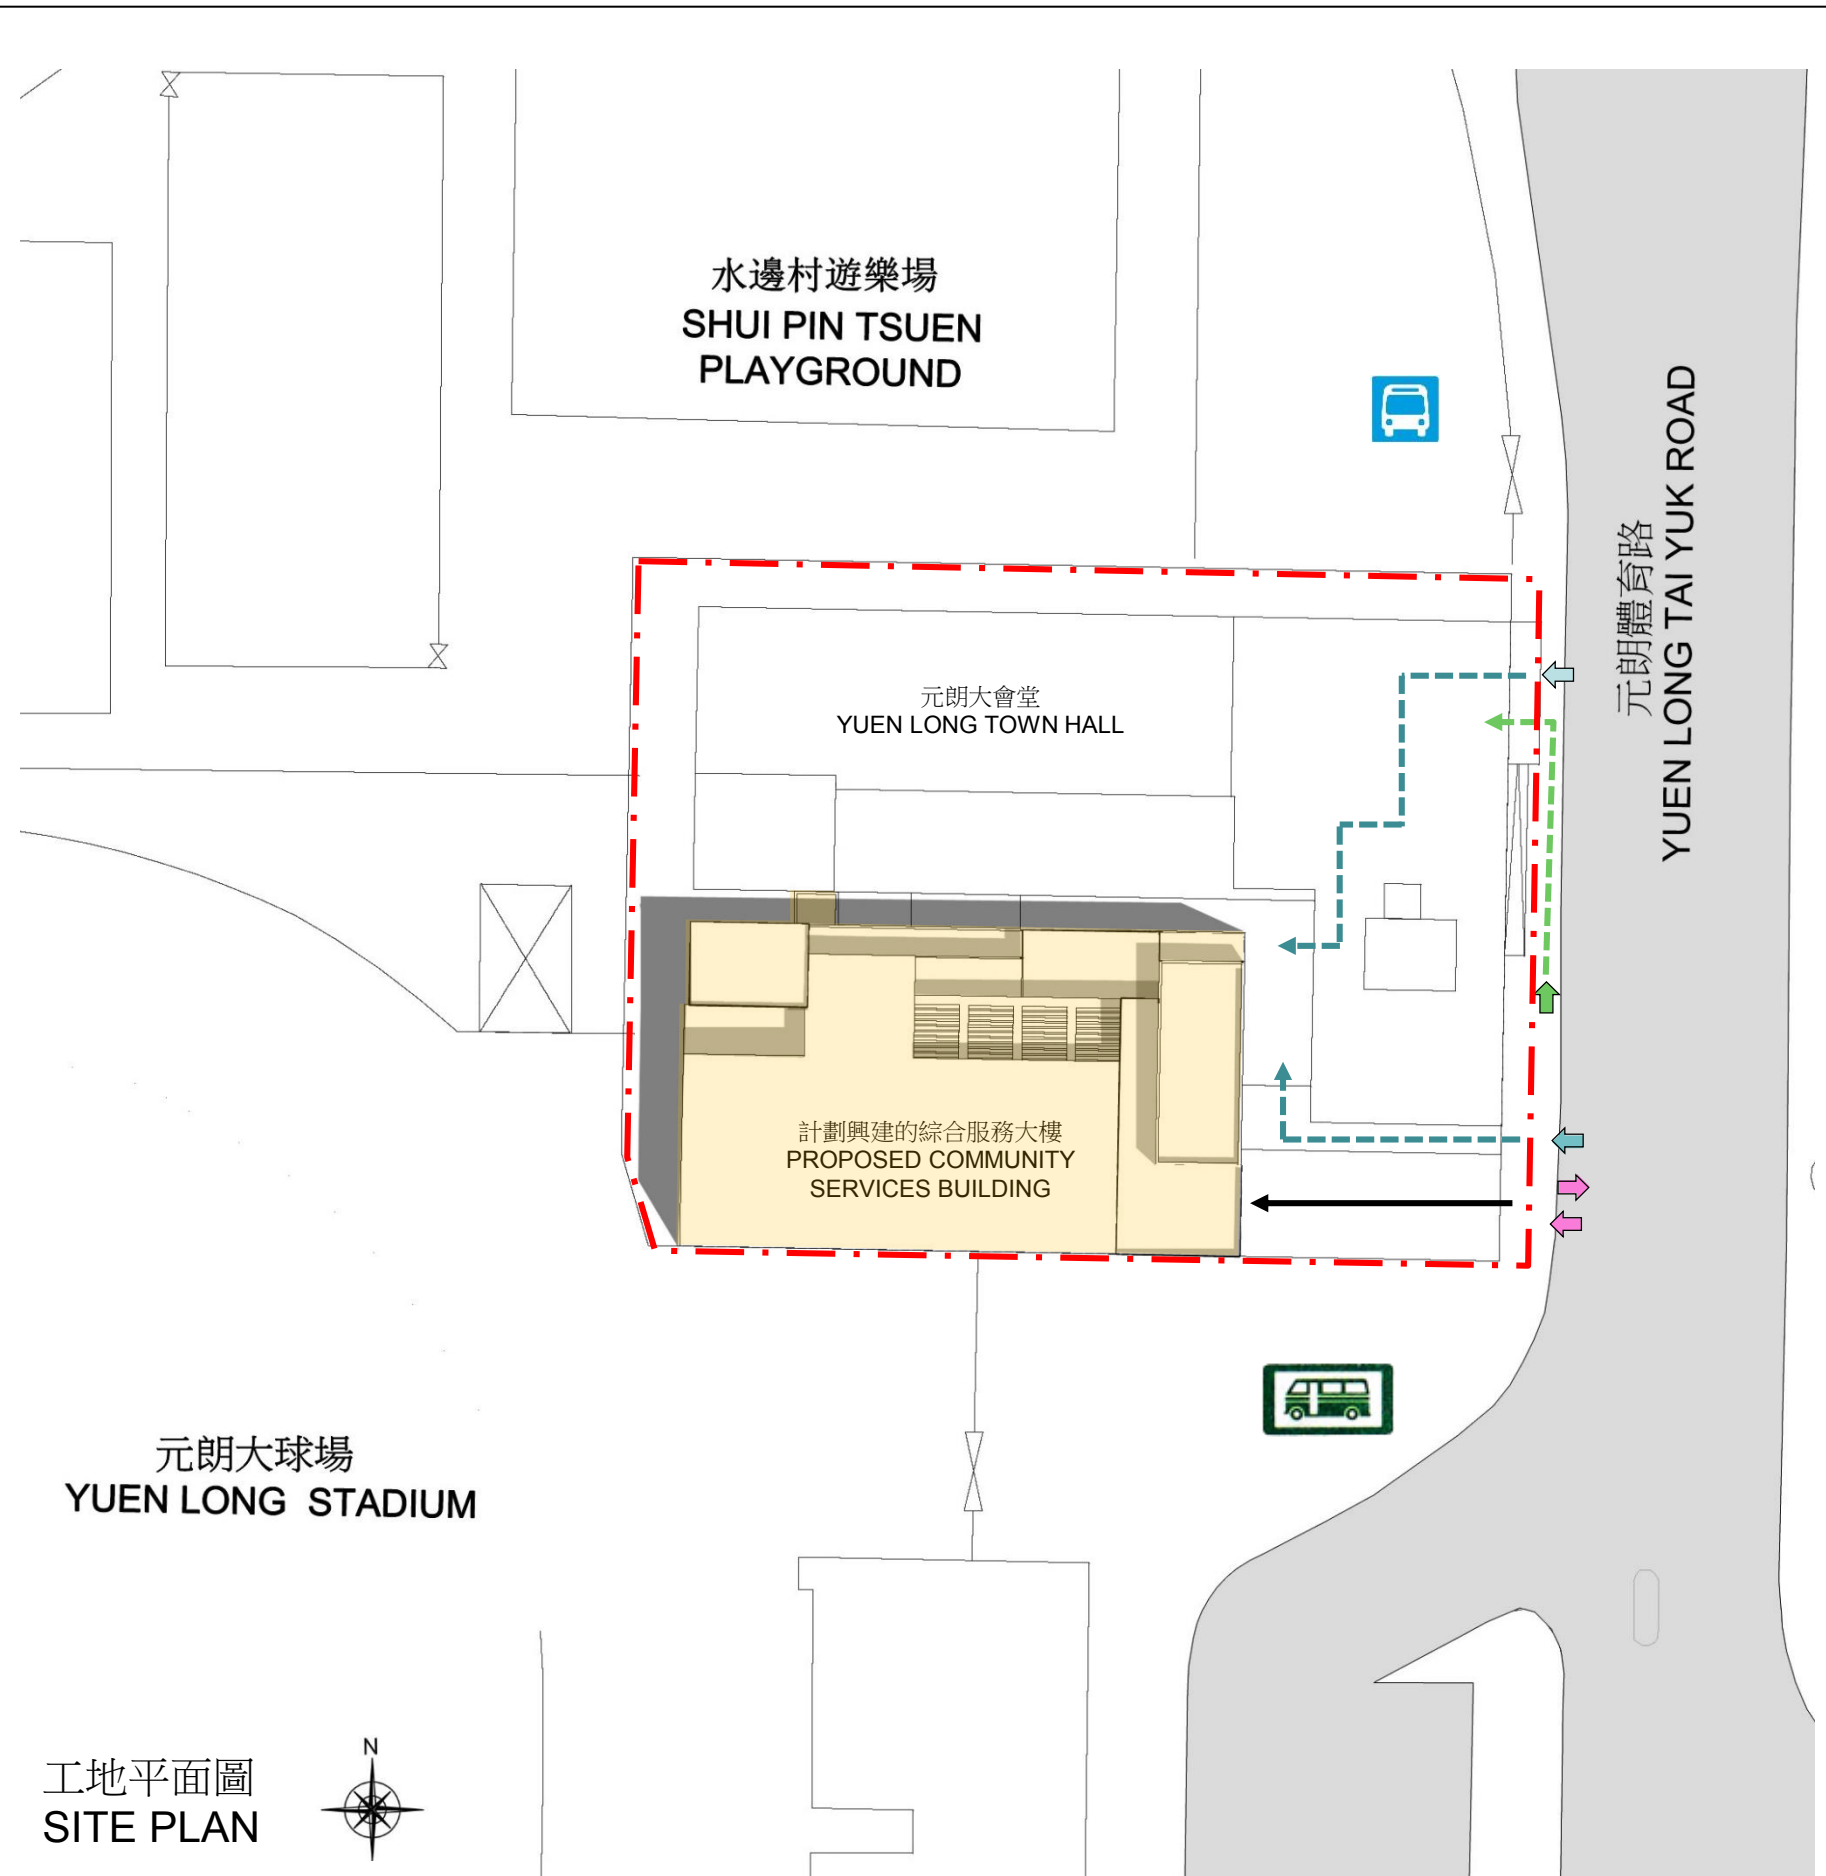 水邊村遊樂場
SHUI PIN TSUEN
PLAYGROUND
元朗體育路
YUEN LONG TAI YUK ROAD
元朗大會堂
YUEN LONG TOWN HALL
計劃興建的綜合服務大樓
PROPOSED COMMUNITY
SERVICES BUILDING
元朗大球場
YUEN LONG STADIUM
工地平面圖
SITE PLAN
N